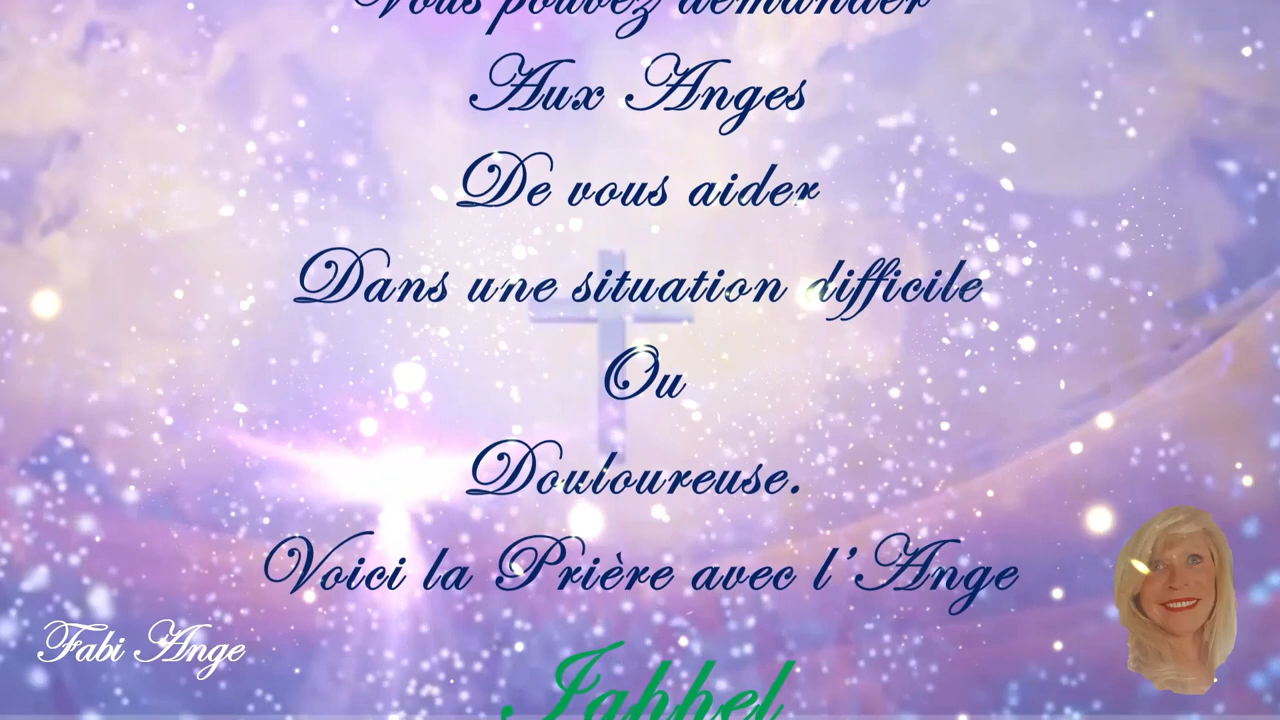 Vous pouvez demander
Aux Anges
De vous aider
Dans une situation difficile
Ou
Douloureuse.
Voici la Prière avec l'Ange
Fabi Ange